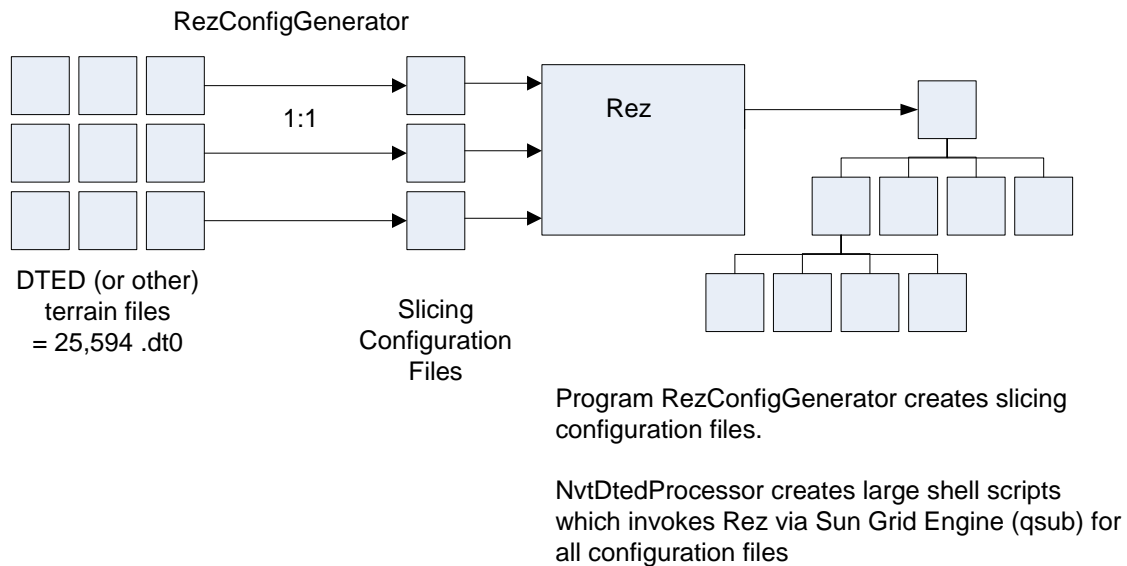 RezConfigGenerator
1:1
Rez
DTED (or other)
terrain files
= 25,594 .dt0
Slicing
Configuration
Files
Program RezConfigGenerator creates slicing
configuration files.
NvtDtedProcessor creates large shell scripts
which invokes Rez via Sun Grid Engine (qsub) for
all configuration files